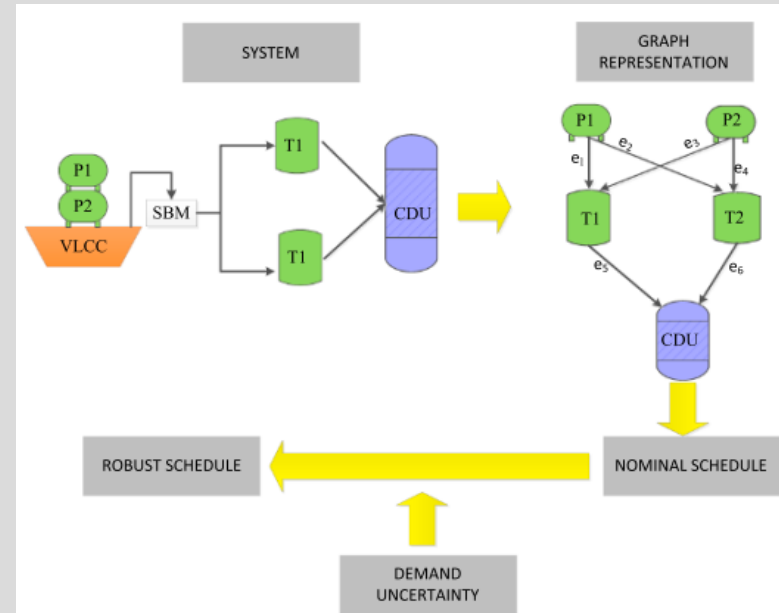 SYSTEM
GRAPH
REPRESENTATION
P1
P2
VLCC
SBM
T1
T1
CDU
P1
P2
e₁
e₂
e₃
e₄
T1
T2
e₅
e₆
CDU
ROBUST SCHEDULE
NOMINAL SCHEDULE
DEMAND
UNCERTAINTY